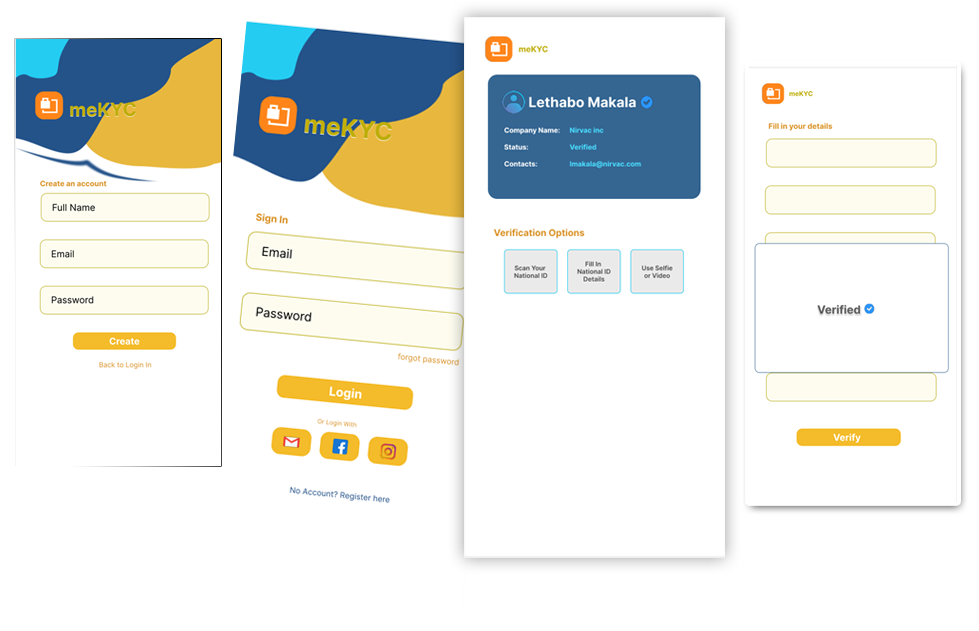 meKYC
Create an account
Full Name
Email
Password
Create
Back to Login In
meKYC
Sign In
Email
Password
forgot password
Login
Or Login With
No Account? Register here
meKYC
Lethabo Makala
Company Name: Nirvac inc
Status: Verified
Contacts: lmakala@nirvac.com
Verification Options
Scan Your
National ID
Fill In
National ID
Details
Use Selfie
or Video
meKYC
Fill in your details
Verified
Verify